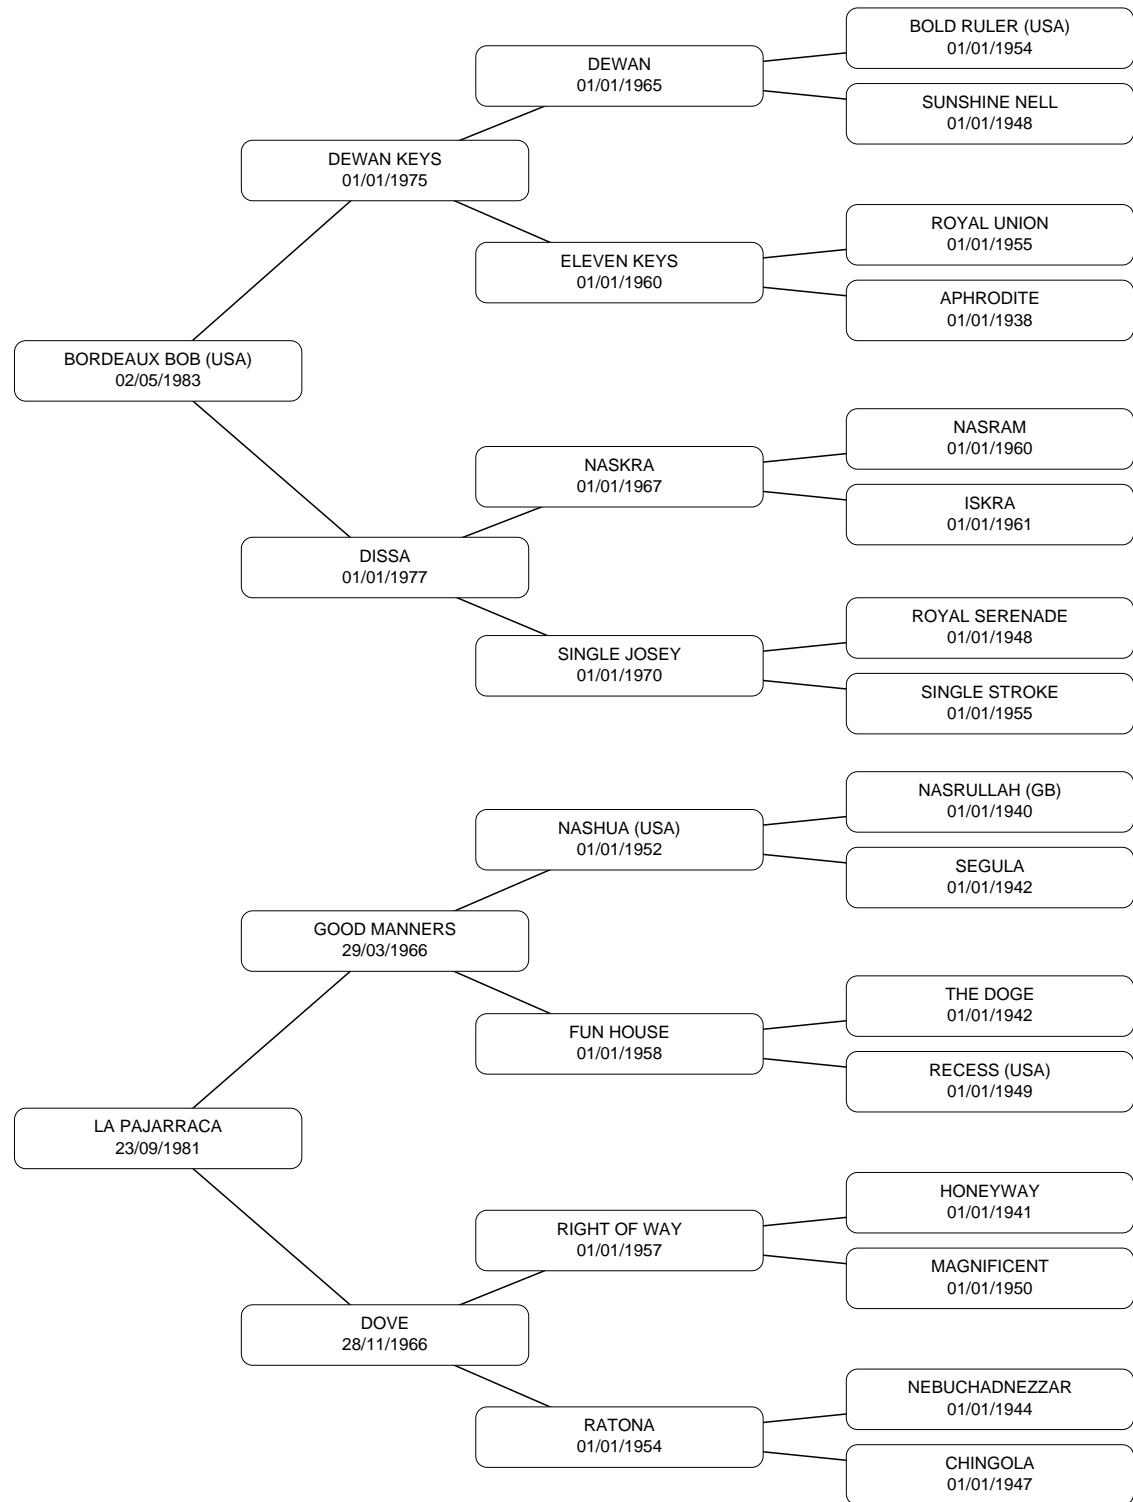 BOLD RULER (USA)
01/01/1954
DEWAN
01/01/1965
SUNSHINE NELL
01/01/1948
DEWAN KEYS
01/01/1975
ROYAL UNION
01/01/1955
ELEVEN KEYS
01/01/1960
APHRODITE
01/01/1938
BORDEAUX BOB (USA)
02/05/1983
NASRAM
01/01/1960
NASKRA
01/01/1967
ISKRA
01/01/1961
DISSA
01/01/1977
ROYAL SERENADE
01/01/1948
SINGLE JOSEY
01/01/1970
SINGLE STROKE
01/01/1955
NASRULLAH (GB)
01/01/1940
NASHUA (USA)
01/01/1952
SEGULA
01/01/1942
GOOD MANNERS
29/03/1966
THE DOGE
01/01/1942
FUN HOUSE
01/01/1958
RECESS (USA)
01/01/1949
LA PAJARRACA
23/09/1981
HONEYWAY
01/01/1941
RIGHT OF WAY
01/01/1957
MAGNIFICENT
01/01/1950
DOVE
28/11/1966
NEBUCHADNEZZAR
01/01/1944
RATONA
01/01/1954
CHINGOLA
01/01/1947